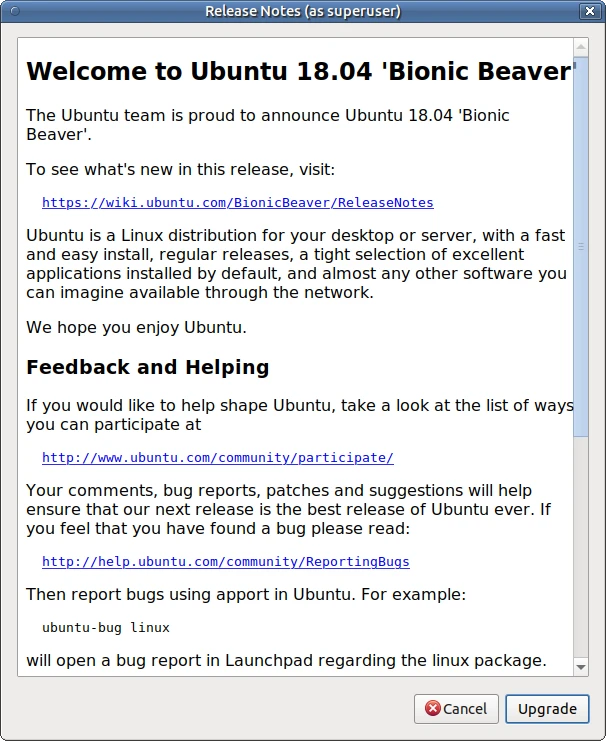 Release Notes (as superuser)
Welcome to Ubuntu 18.04 'Bionic Beaver'
The Ubuntu team is proud to announce Ubuntu 18.04 'Bionic
Beaver'.
To see what's new in this release, visit:
https://wiki.ubuntu.com/BionicBeaver/ReleaseNotes
Ubuntu is a Linux distribution for your desktop or server, with a fast
and easy install, regular releases, a tight selection of excellent
applications installed by default, and almost any other software you
can imagine available through the network.
We hope you enjoy Ubuntu.
Feedback and Helping
If you would like to help shape Ubuntu, take a look at the list of ways
you can participate at
http://www.ubuntu.com/community/participate/
Your comments, bug reports, patches and suggestions will help
ensure that our next release is the best release of Ubuntu ever. If
you feel that you have found a bug please read:
http://help.ubuntu.com/community/ReportingBugs
Then report bugs using apport in Ubuntu. For example:
ubuntu-bug linux
will open a bug report in Launchpad regarding the linux package.
Cancel
Upgrade